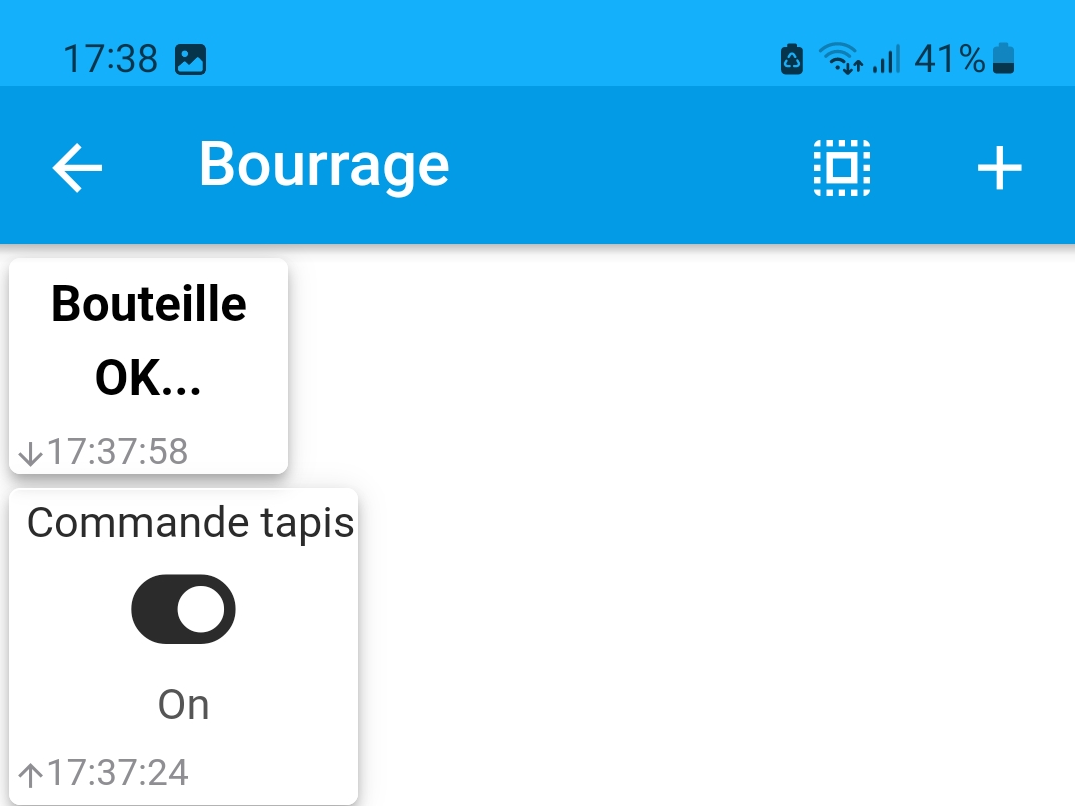 17:38 41%
Bourrage
Bouteille
OK...
↓17:37:58
Commande tapis
On
↑17:37:24